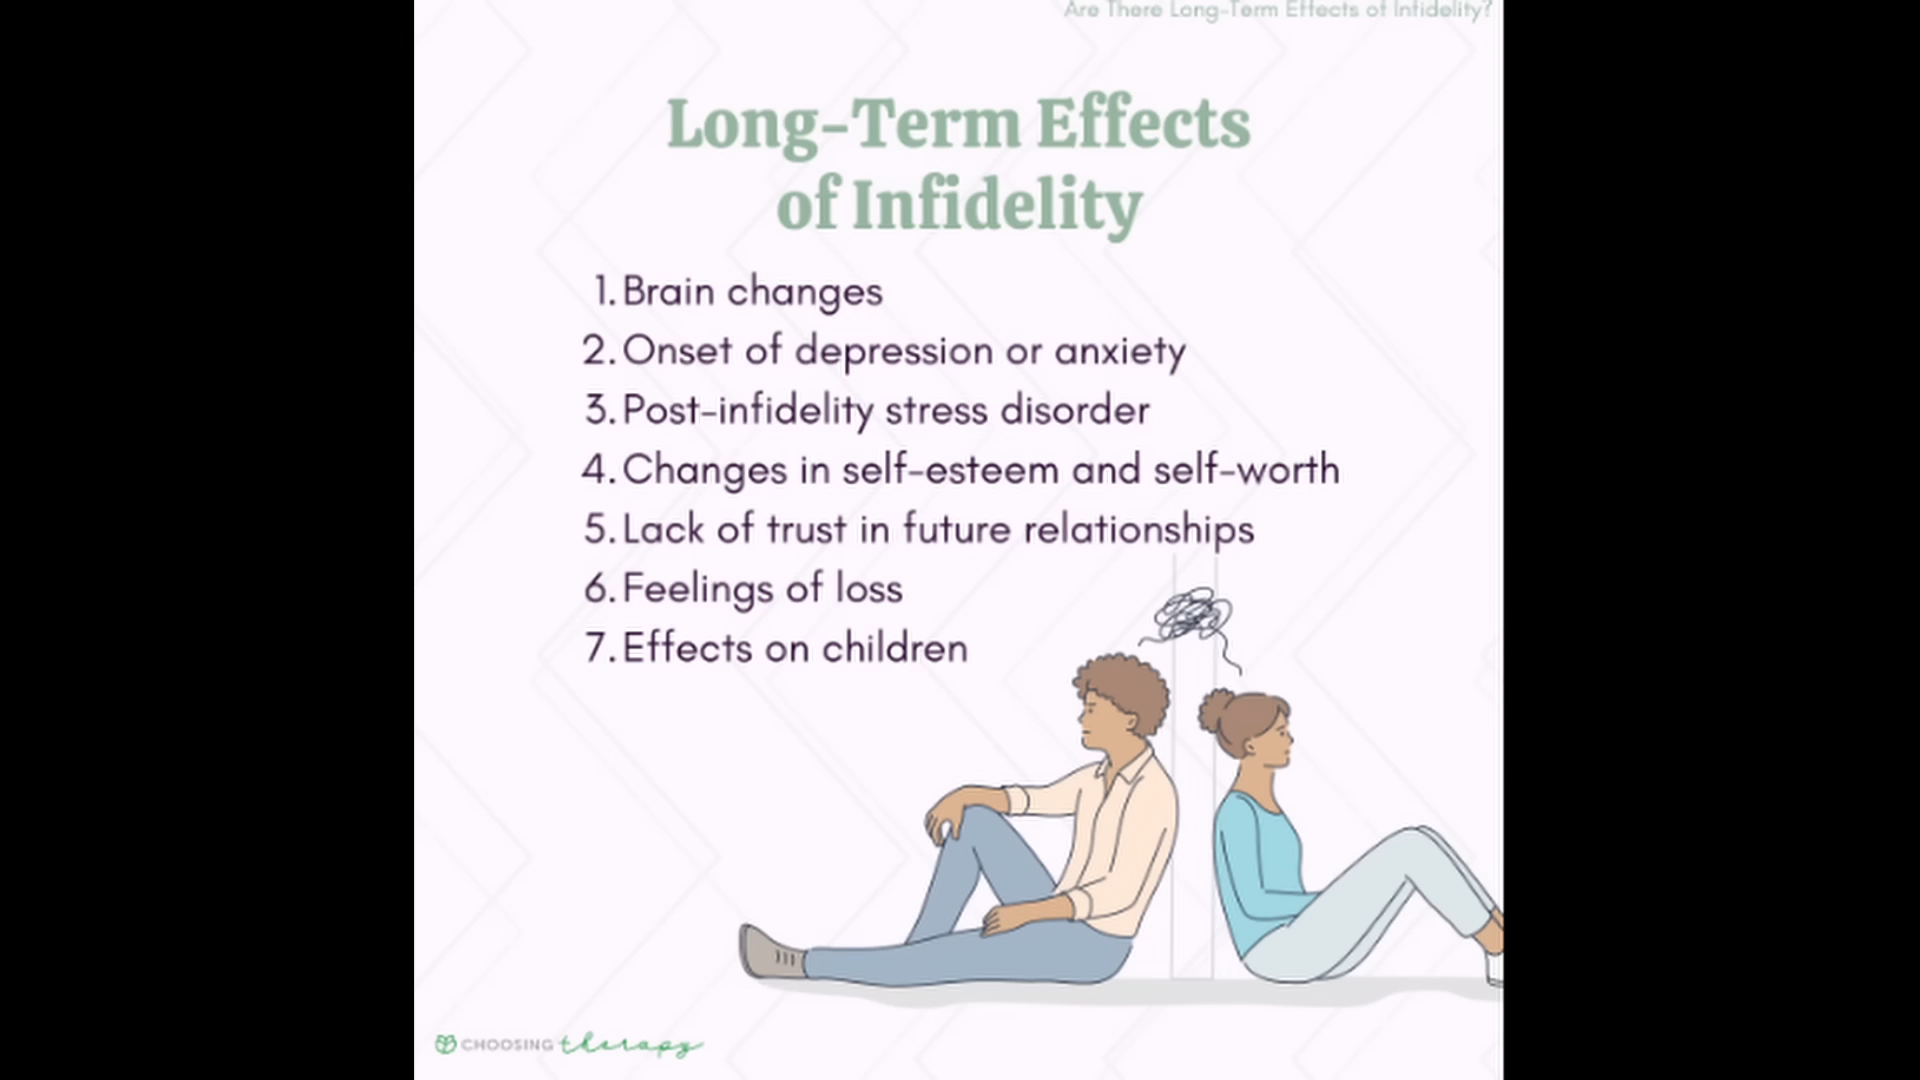 Are There Long-Term Effects of Infidelity?
Long-Term Effects
of Infidelity
1. Brain changes
2. Onset of depression or anxiety
3. Post-infidelity stress disorder
4. Changes in self-esteem and self-worth
5. Lack of trust in future relationships
6. Feelings of loss
7. Effects on children
CHOOSING therapy